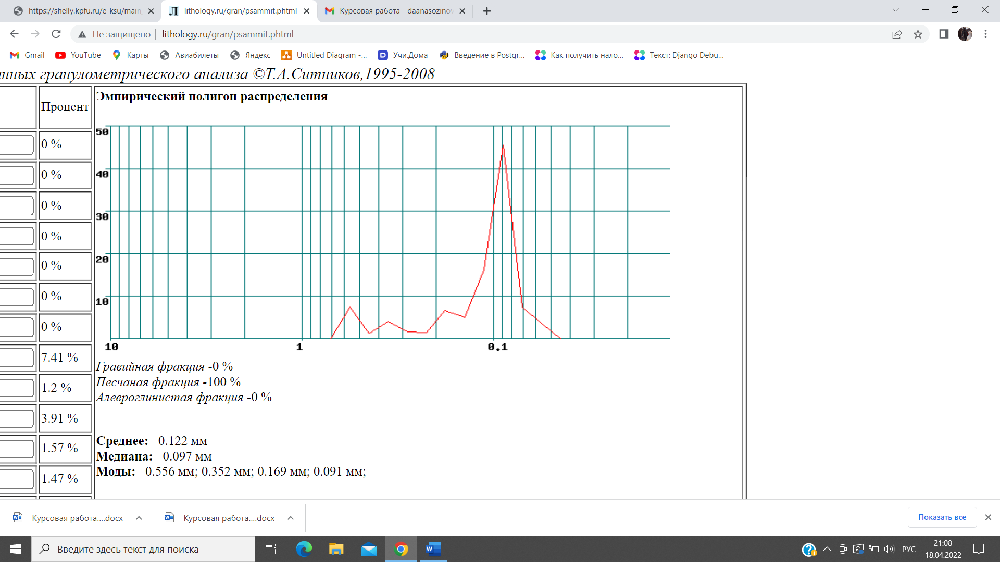 https://shelly.kpfu.ru/e-ksu/main
lithology.ru/gran/psammit.phtml
Курсовая работа - daanasozinov
Не защищено
lithology.ru/gran/psammit.phtml
Gmail
YouTube
Карты
Авиабилеты
Яндекс
Untitled Diagram -...
Учи.Дома
Введение в Postgr...
Как получить нало...
Текст: Django Debu...
нных гранулометрического анализа ©Т.А.Ситников,1995-2008
Процент
0 %
0 %
0 %
0 %
0 %
0 %
0 %
7.41 %
1.2 %
3.91 %
1.57 %
1.47 %
Эмпирический полигон распределения
50
40
30
20
10
10
1
0.1
Гравийная фракция -0 %
Песчаная фракция -100 %
Алевроглинистая фракция -0 %
Среднее: 0.122 мм
Медиана: 0.097 мм
Моды: 0.556 мм; 0.352 мм; 0.169 мм; 0.091 мм;
Курсовая работа....docx
Курсовая работа....docx
Показать все
Введите здесь текст для поиска
РУС
21:08
18.04.2022